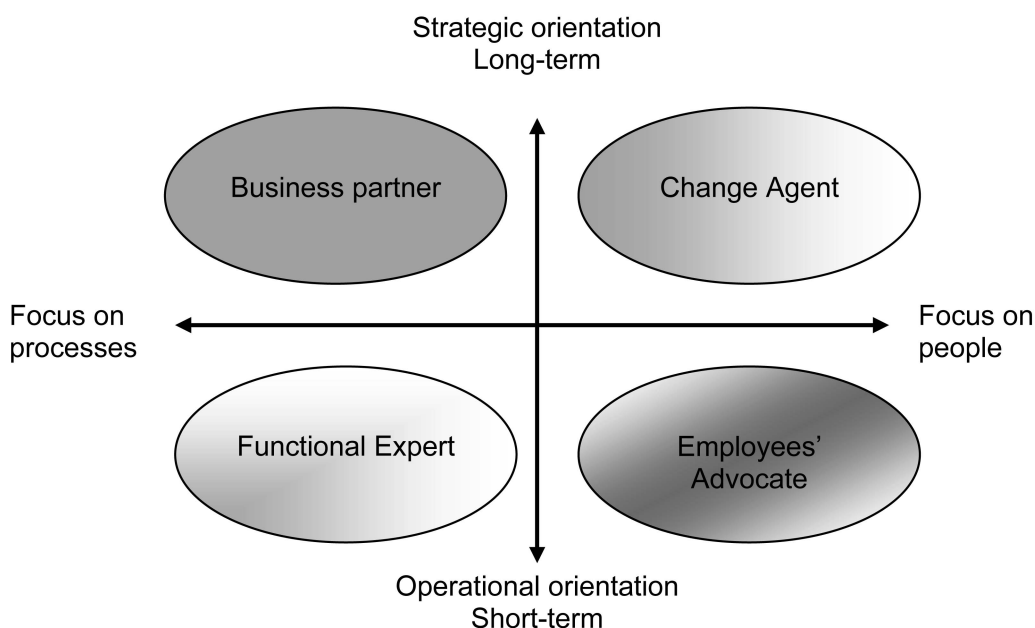 Strategic orientation
Long-term
Business partner
Change Agent
Focus on
processes
Focus on
people
Functional Expert
Employees’
Advocate
Operational orientation
Short-term